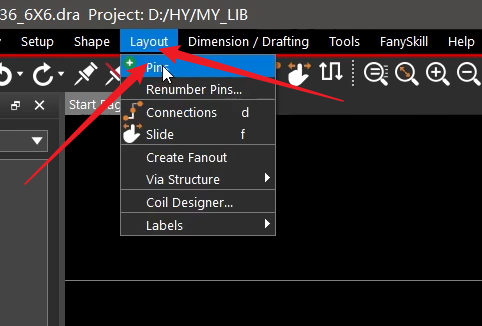 36_6X6.dra Project: D:/HY/MY_LIB
Setup Shape Layout Dimension / Drafting Tools FanySkill Help
Start Pag
Pins
Renumber Pins...
Connections d
Slide f
Create Fanout
Via Structure
Coil Designer...
Labels